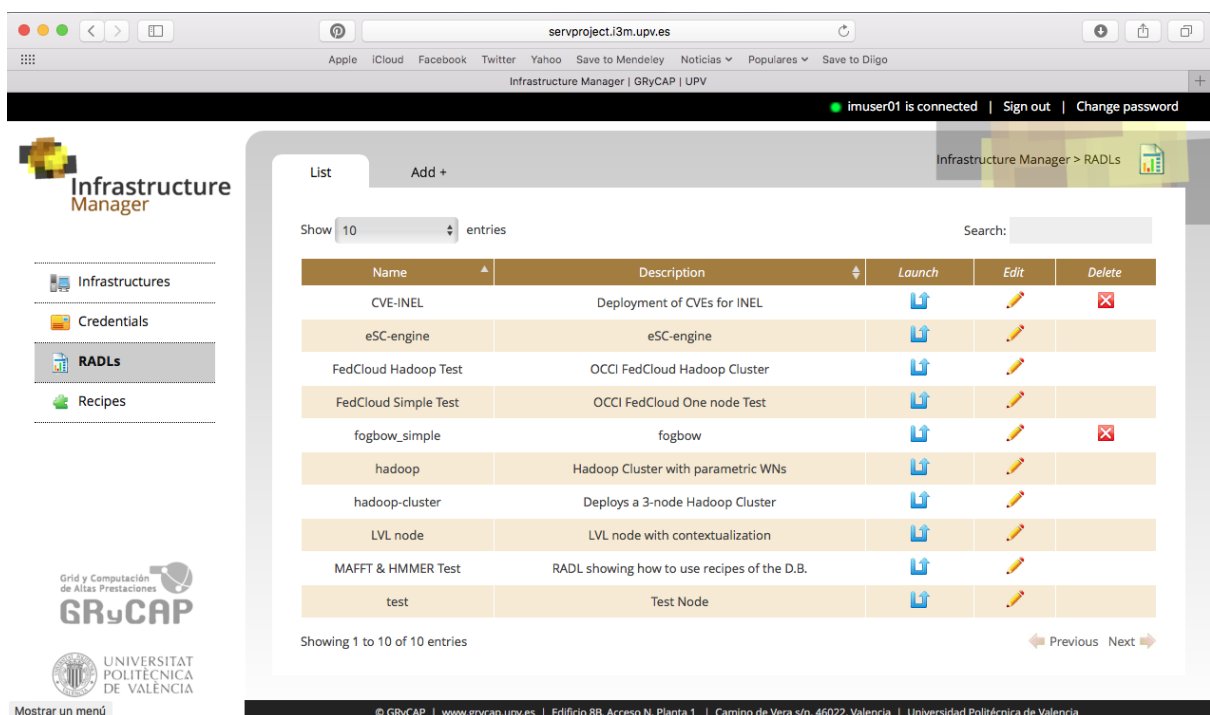 servproject.i3m.upv.es
Apple iCloud Facebook Twitter Yahoo Save to Mendeley Noticias Populares Save to Diigo
Infrastructure Manager | GRyCAP | UPV
imuser01 is connected | Sign out | Change password
Infrastructure
Manager
List Add +
Infrastructure Manager > RADLs
Show 10 entries
Search:
Infrastructures
Credentials
RADLs
Recipes
Name Description Launch Edit Delete
CVE-INEL Deployment of CVEs for INEL
eSC-engine eSC-engine
FedCloud Hadoop Test OCCI FedCloud Hadoop Cluster
FedCloud Simple Test OCCI FedCloud One node Test
fogbow_simple fogbow
hadoop Hadoop Cluster with parametric WNs
hadoop-cluster Deploys a 3-node Hadoop Cluster
LVL node LVL node with contextualization
MAFFT & HMMER Test RADL showing how to use recipes of the D.B.
test Test Node
Showing 1 to 10 of 10 entries
Previous Next
Grid y Computación
de Altas Prestaciones
GRyCAP
UNIVERSITAT
POLITÈCNICA
DE VALÈNCIA
Mostrar un menú
© GRyCAP | www.grycap.upv.es | Edificio 8B, Acceso N, Planta 1 | Camino de Vera s/n, 46022, Valencia | Universidad Politécnica de Valencia